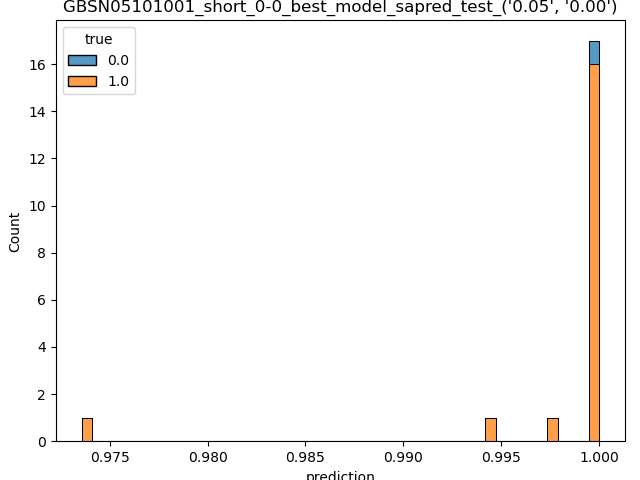 GBSN05101001_short_0-0_best_model_sapred_test_('0.05', '0.00')
true
0.0
1.0
16
14
12
10
8
6
4
2
0
Count
0.975 0.980 0.985 0.990 0.995 1.000
prediction